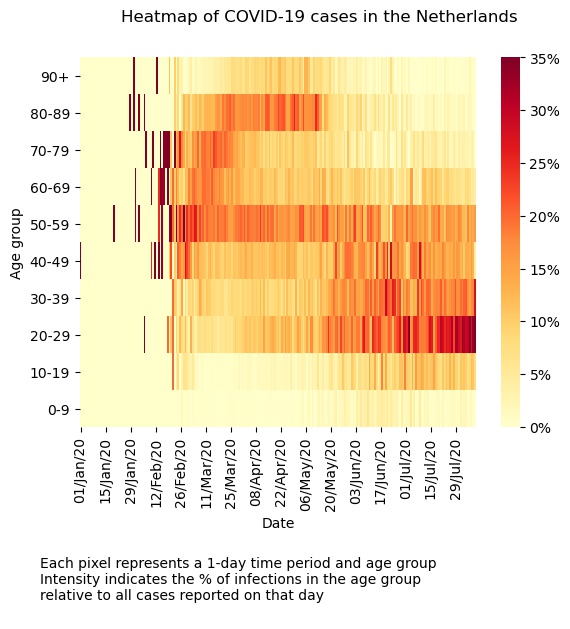 Heatmap of COVID-19 cases in the Netherlands
Age group
90+
80-89
70-79
60-69
50-59
40-49
30-39
20-29
10-19
0-9
35%
30%
25%
20%
15%
10%
5%
0%
01/Jan/20
15/Jan/20
29/Jan/20
12/Feb/20
26/Feb/20
11/Mar/20
25/Mar/20
08/Apr/20
22/Apr/20
06/May/20
20/May/20
03/Jun/20
17/Jun/20
01/Jul/20
15/Jul/20
29/Jul/20
Date
Each pixel represents a 1-day time period and age group
Intensity indicates the % of infections in the age group
relative to all cases reported on that day